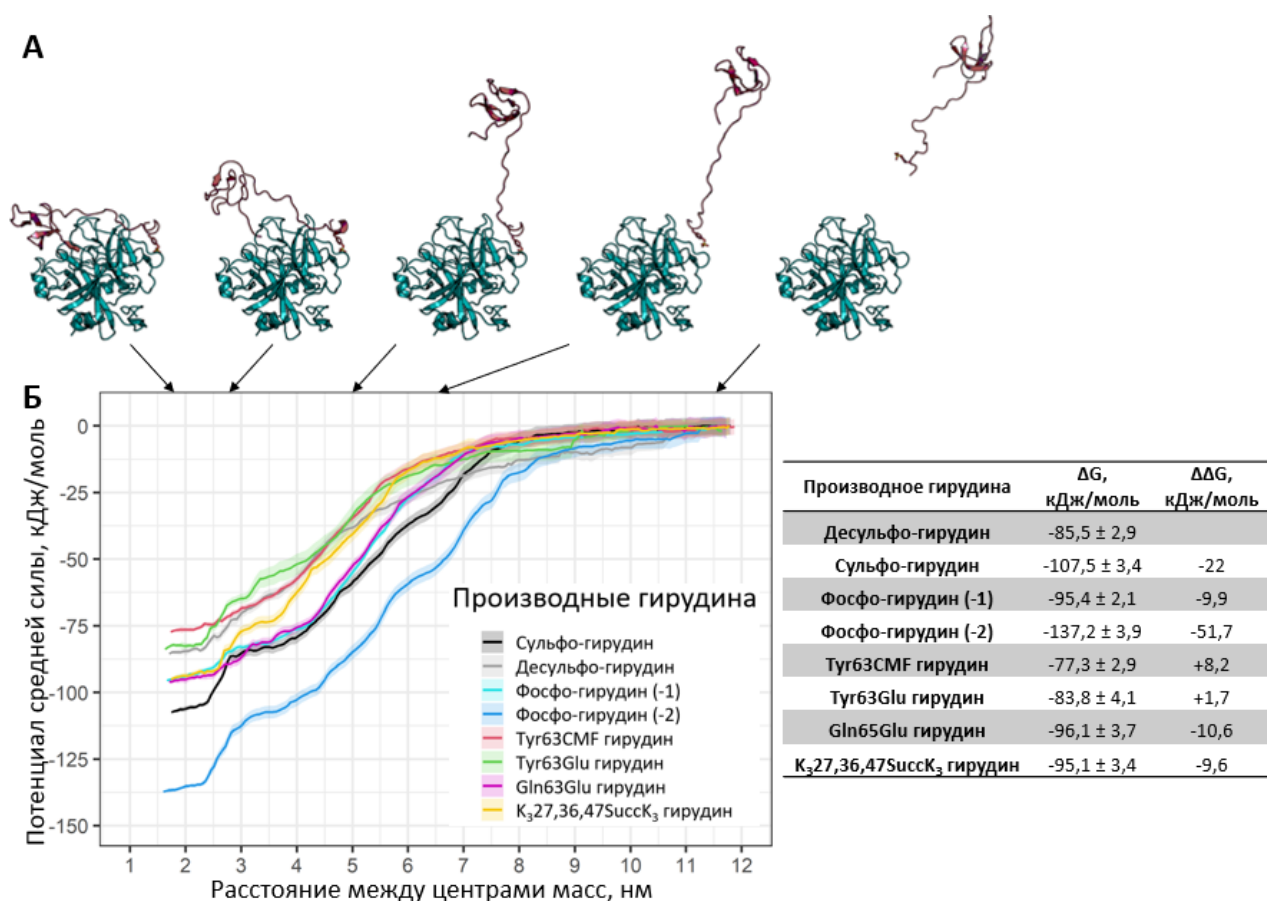 А
Б
Потенциал средней силы, кДж/моль
0
-25
-50
-75
-100
-125
-150
1 2 3 4 5 6 7 8 9 10 11 12
Расстояние между центрами масс, нм
Производные гирудина
Сульфо-гирудин
Десульфо-гирудин
Фосфо-гирудин (-1)
Фосфо-гирудин (-2)
Tyr63CMF гирудин
Tyr63Glu гирудин
Gln63Glu гирудин
K₃27,36,47SuccK₃ гирудин
Производное гирудина ΔG, кДж/моль ΔΔG, кДж/моль
Десульфо-гирудин -85,5 ± 2,9
Сульфо-гирудин -107,5 ± 3,4 -22
Фосфо-гирудин (-1) -95,4 ± 2,1 -9,9
Фосфо-гирудин (-2) -137,2 ± 3,9 -51,7
Tyr63CMF гирудин -77,3 ± 2,9 +8,2
Tyr63Glu гирудин -83,8 ± 4,1 +1,7
Gln65Glu гирудин -96,1 ± 3,7 -10,6
K₃27,36,47SuccK₃ гирудин -95,1 ± 3,4 -9,6